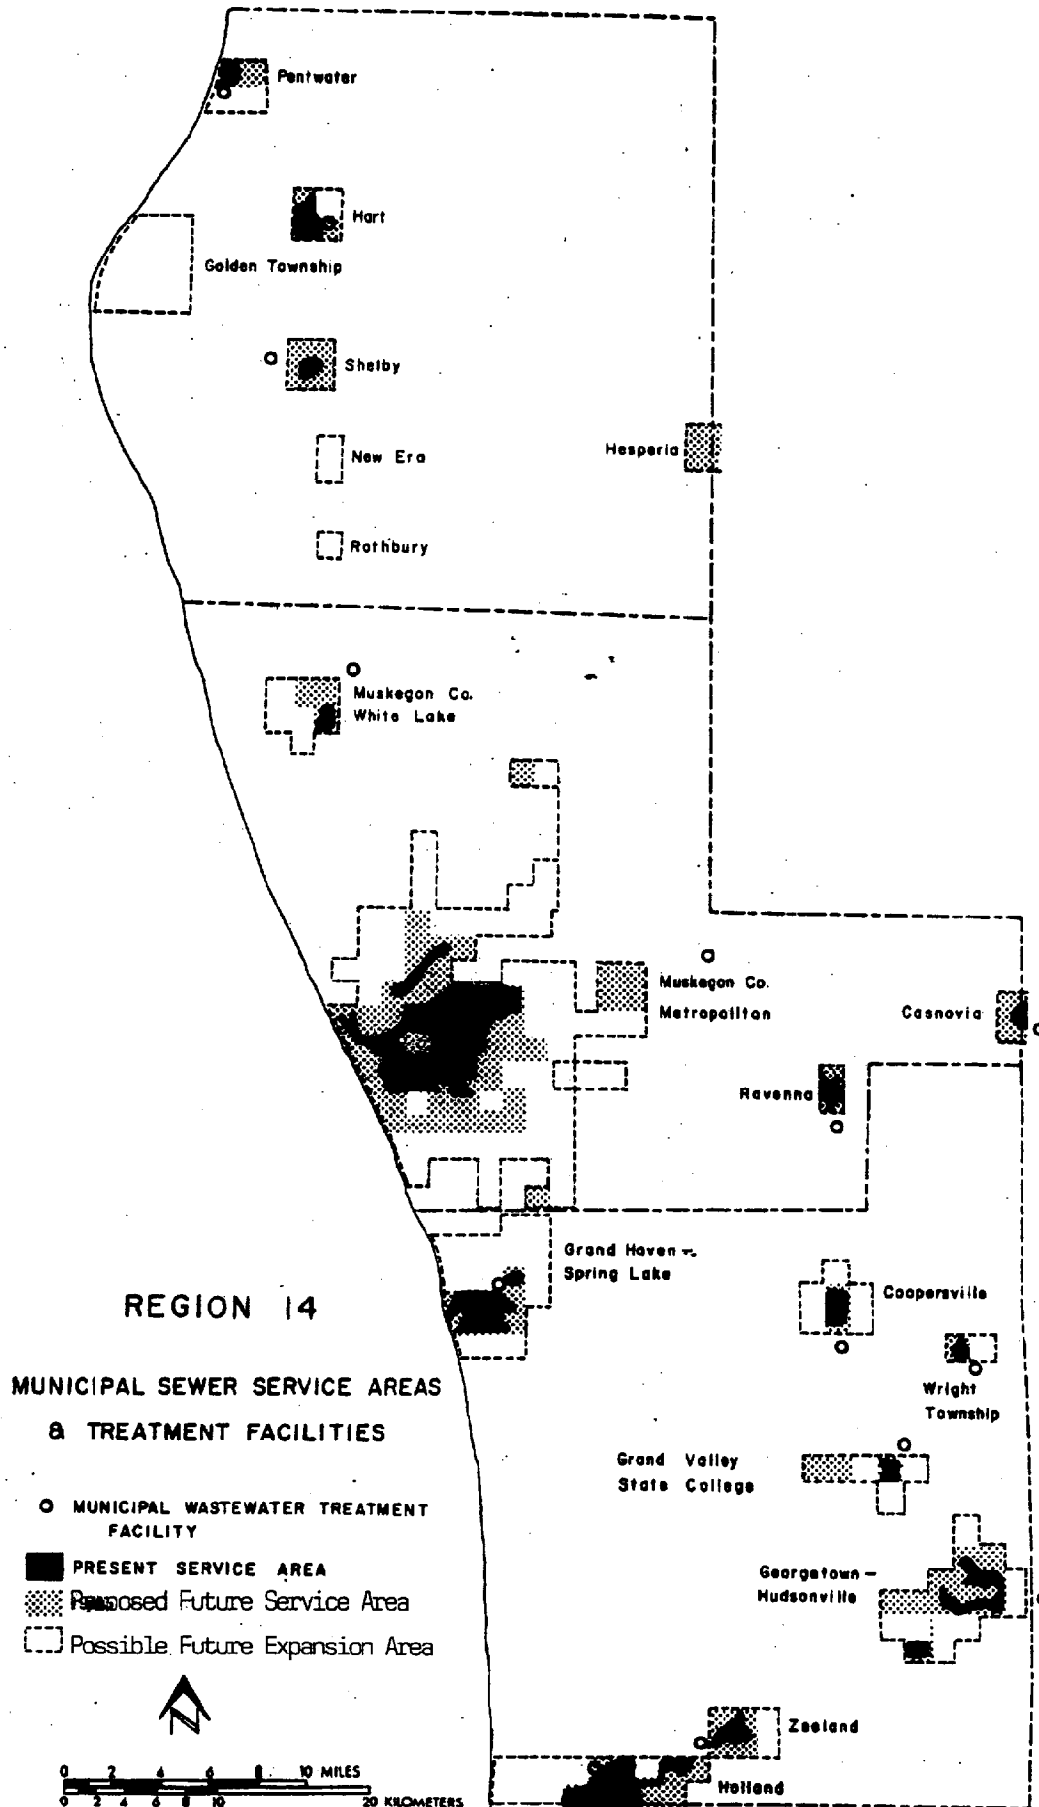 Pentwater
Hart
Golden Township
Shelby
New Era
Hesperia
Rothbury
Muskegon Co.
White Lake
Muskegon Co.
Metropolitan
Casnovia
Ravenna
Grand Haven –
Spring Lake
Coopersville
Wright
Township
Grand Valley
State College
Georgetown –
Hudsonville
Zeeland
Holland
REGION 14
MUNICIPAL SEWER SERVICE AREAS
& TREATMENT FACILITIES
MUNICIPAL WASTEWATER TREATMENT
FACILITY
PRESENT SERVICE AREA
Proposed Future Service Area
Possible Future Expansion Area
N
0 2 4 6 8 10 MILES
0 2 4 6 8 10 20 KILOMETERS